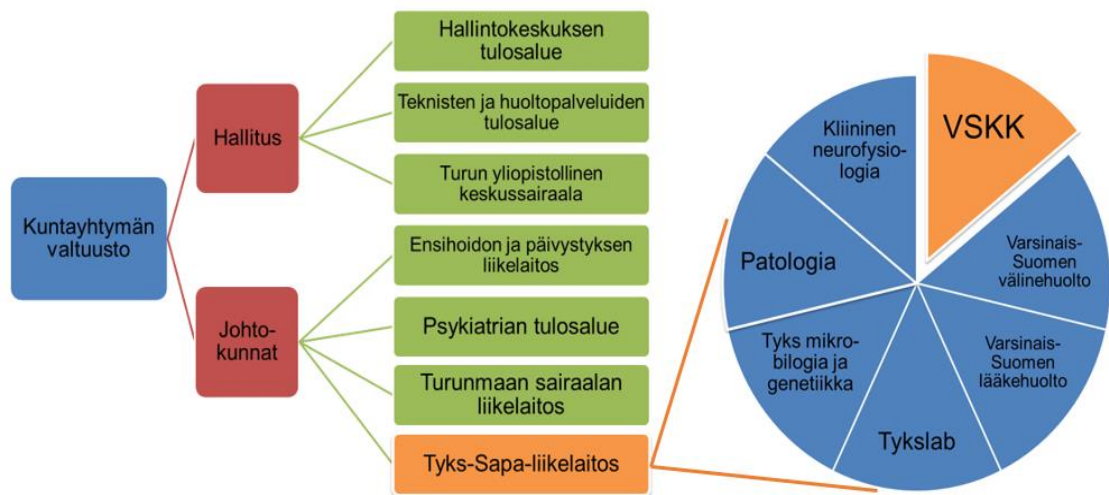 Kuntayhtymän
valtuusto
Hallitus
Johto-
kunnat
Hallintokeskuksen
tulosalue
Teknisten ja huoltopalveluiden
tulosalue
Turun yliopistollinen
keskussairaala
Ensihoidon ja päivystyksen
liikelaitos
Psykiatrian tulosalue
Turunmaan sairaalan
liikelaitos
Tyks-Sapa-liikelaitos
VSKK
Varsinais-
Suomen
välinehuolto
Varsinais-
Suomen
lääkehuolto
Tykslab
Tyks mikro-
bilogia ja
genetiikka
Patologia
Kliininen
neurofysio-
logia